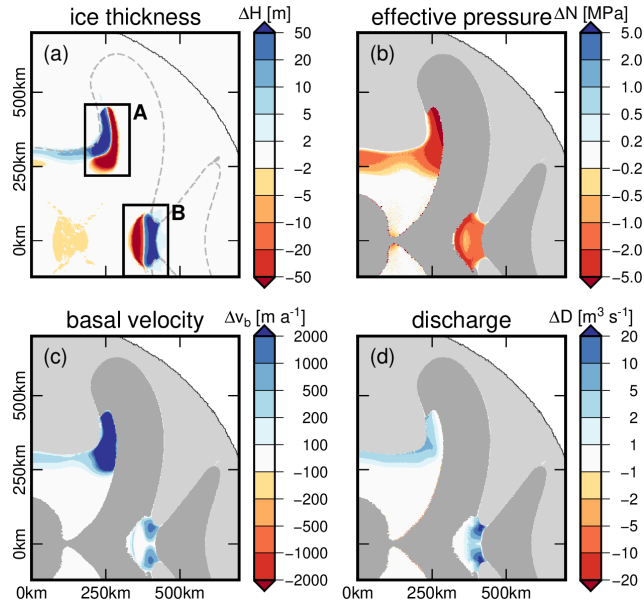 ice thickness
ΔH [m]
effective pressure
ΔN [MPa]
(a)
A
B
500km
250km
0km
50
20
10
5
2
−2
−5
−10
−20
−50
(b)
5.0
2.0
1.0
0.5
0.2
−0.2
−0.5
−1.0
−2.0
−5.0
basal velocity
Δvb [m a-1]
discharge
ΔD [m3 s-1]
(c)
500km
250km
0km
2000
1000
500
200
100
−100
−200
−500
−1000
−2000
(d)
20
10
5
2
1
−1
−2
−5
−10
−20
0km
250km
500km
0km
250km
500km